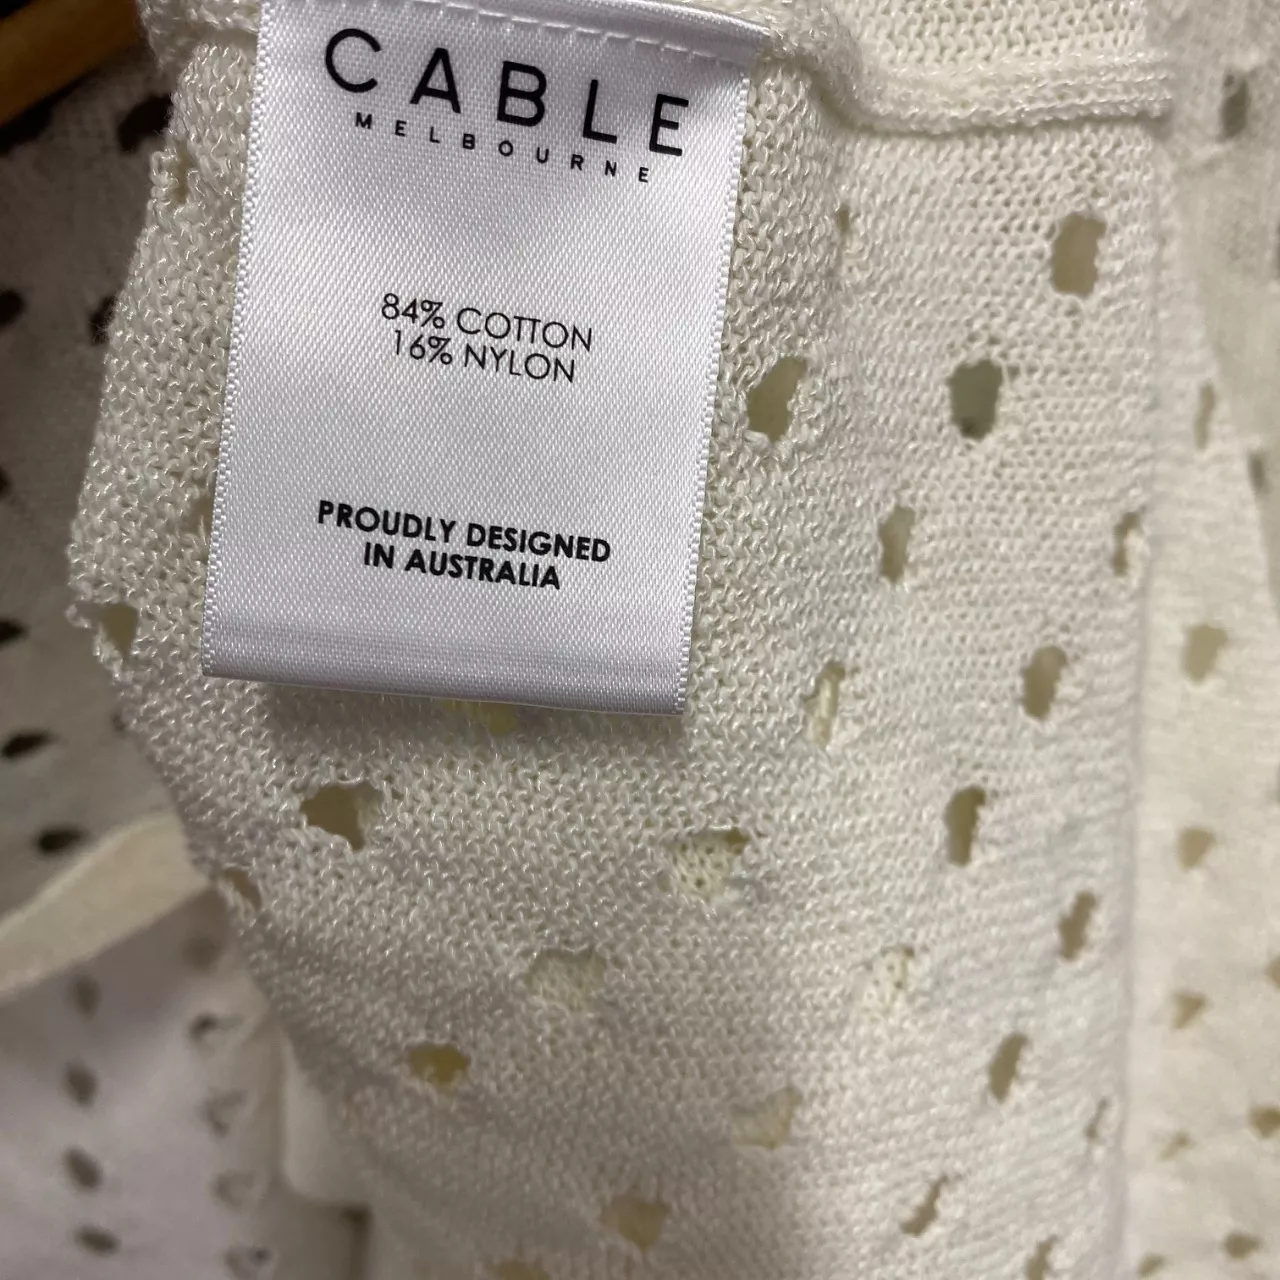 CABLE
MELBOURNE
84% COTTON
16% NYLON
PROUDLY DESIGNED
IN AUSTRALIA